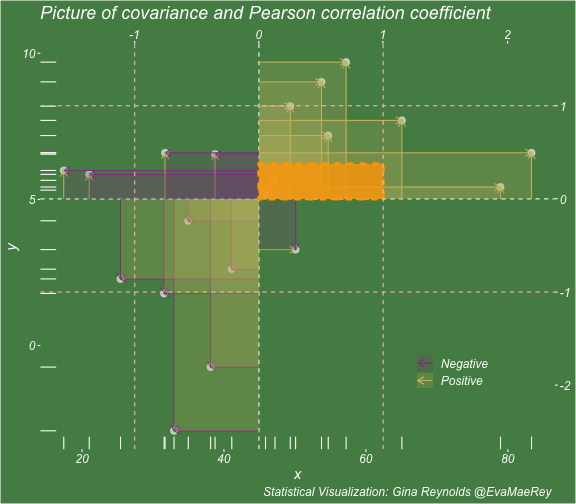 Picture of covariance and Pearson correlation coefficient
-1 0 1 2
10
5
0
y
1
0
-1
-2
Negative
Positive
20 40 60 80
x
Statistical Visualization: Gina Reynolds @EvaMaeRey